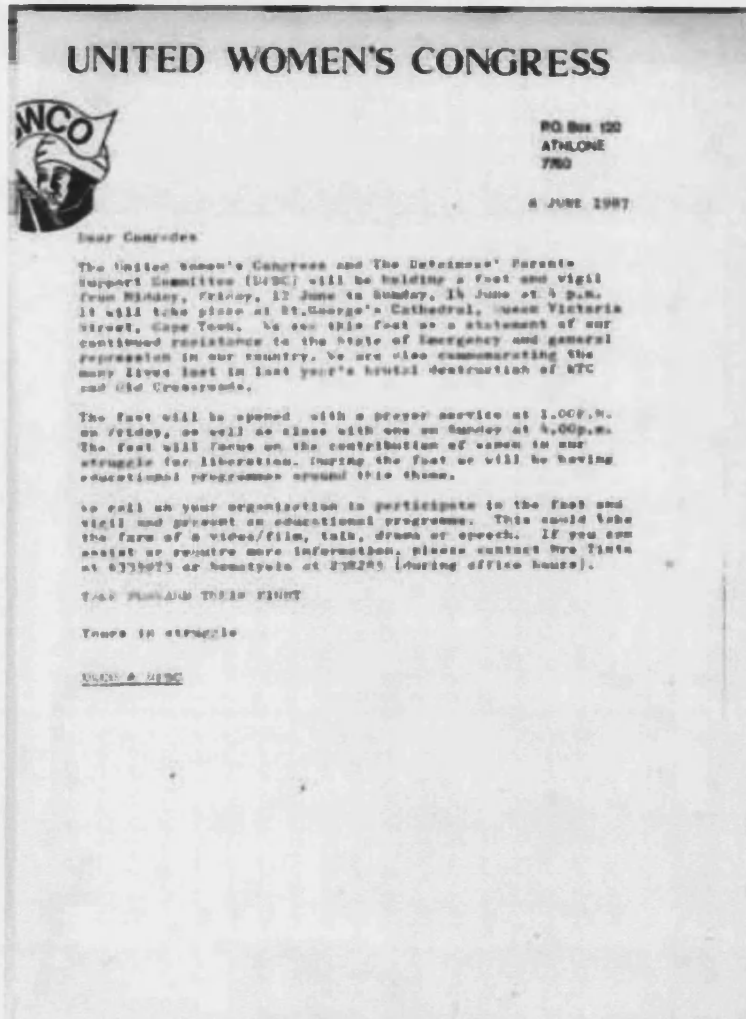 UNITED WOMEN'S CONGRESS
UWCO
P.O. Box 120
ATHLONE
7760
JUNE 1987
Dear Comrades
The United Women's Congress and The Detainees' Parents
Support Committee (DPSC) will be holding a fast and vigil
from Midday, Friday, 12 June to Sunday, 14 June at 4 p.m.
It will take place at St.George's Cathedral, Queen Victoria
Street, Cape Town. We see this fast as a statement of our
continued resistance to the State of Emergency and general
repression in our country. We are also commemorating the
many lives lost in last year's brutal destruction of KTC
and Old Crossroads.
The fast will be opened with a prayer service at 1.00p.m.
on Friday, as well as close with one on Sunday at 4.00p.m.
The fast will focus on the contribution of women in our
struggle for liberation. During the fast we will be having
educational programmes around this theme.
We call on your organisation to participate in the fast and
vigil and present an educational programme. This could take
the form of a video/film, talk, drama or speech. If you can
assist or require more information, please contact Mrs
at or at (during office hours).
Yours in struggle